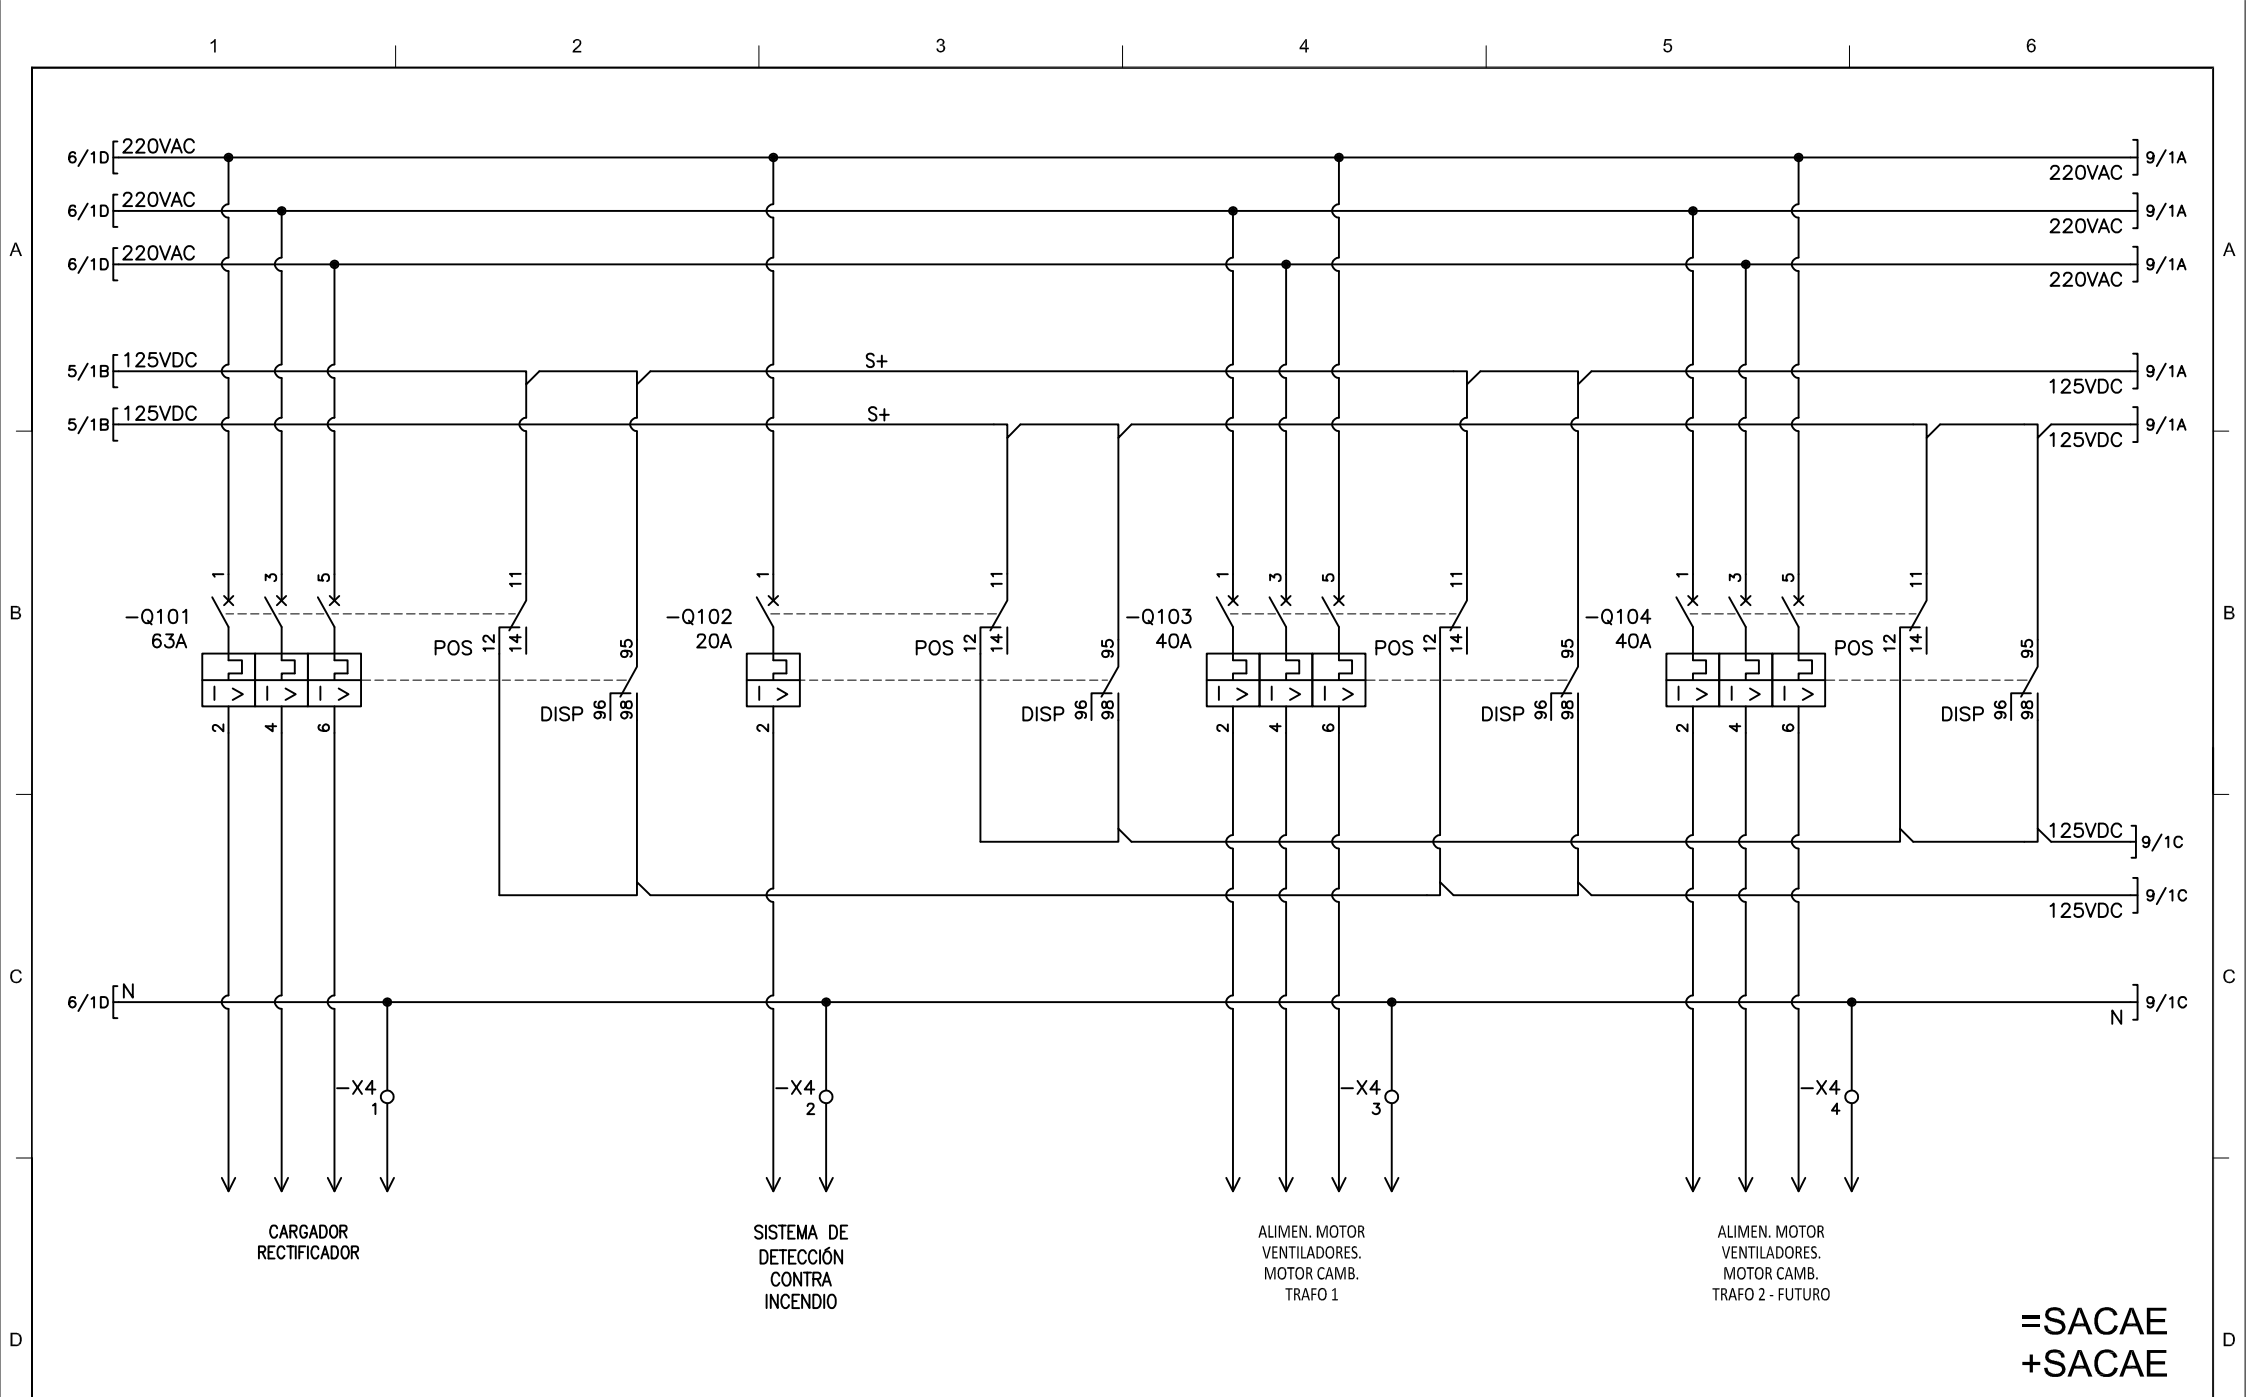 1 2 3 4 5 6
6/1D 220VAC 9/1A
220VAC
6/1D 220VAC 9/1A
220VAC
A 6/1D 220VAC 9/1A A
220VAC
5/1B 125VDC S+ 9/1A
125VDC
5/1B 125VDC S+ 9/1A
125VDC
1 3 5 11 1 11 1 3 5 11 1 3 5 11
B -Q101 -Q102 -Q103 -Q104 B
63A 20A 40A 40A
POS 12 14 95 POS 12 14 95 POS 12 14 95 POS 12 14 95
I > I > I > I > I > I > I > I > I > I >
DISP 96 98 DISP 96 98 DISP 96 98 DISP 96 98
2 4 6 2 2 4 6 2 4 6
125VDC 9/1C
9/1C
125VDC
C C
6/1D N 9/1C
N
-X4 -X4 -X4 -X4
1 2 3 4
CARGADOR
RECTIFICADOR
SISTEMA DE
DETECCIÓN
CONTRA
INCENDIO
ALIMEN. MOTOR
VENTILADORES.
MOTOR CAMB.
TRAFO 1
ALIMEN. MOTOR
VENTILADORES.
MOTOR CAMB.
TRAFO 2 - FUTURO
=SACAE
D D
+SACAE